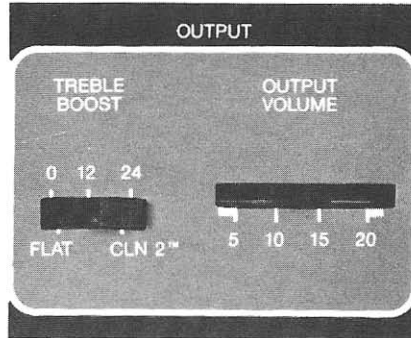 OUTPUT
TREBLE
BOOST
OUTPUT
VOLUME
0 12 24
FLAT CLN 2™
5 10 15 20